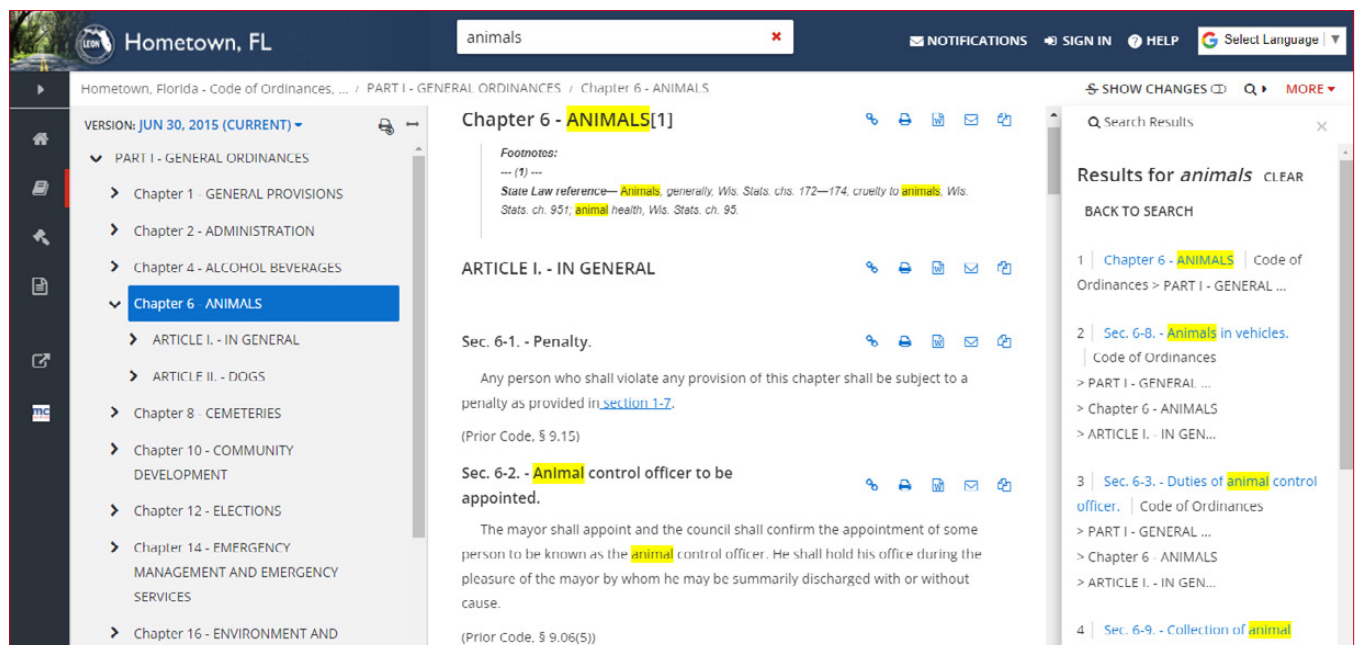 LEON
Hometown, FL
animals
NOTIFICATIONS
SIGN IN
HELP
Select Language
Hometown, Florida - Code of Ordinances, ... / PART I - GENERAL ORDINANCES / Chapter 6 - ANIMALS
SHOW CHANGES
MORE
VERSION: JUN 30, 2015 (CURRENT)
PART I - GENERAL ORDINANCES
Chapter 1 - GENERAL PROVISIONS
Chapter 2 - ADMINISTRATION
Chapter 4 - ALCOHOL BEVERAGES
Chapter 6 - ANIMALS
ARTICLE I. - IN GENERAL
ARTICLE II. - DOGS
Chapter 8 - CEMETERIES
Chapter 10 - COMMUNITY
DEVELOPMENT
Chapter 12 - ELECTIONS
Chapter 14 - EMERGENCY
MANAGEMENT AND EMERGENCY
SERVICES
Chapter 16 - ENVIRONMENT AND
mc
Chapter 6 - ANIMALS[1]
Footnotes:
--- (1) ---
State Law reference— Animals, generally, Wis. Stats. chs. 172—174, cruelty to animals, Wis.
Stats. ch. 951; animal health, Wis. Stats. ch. 95.
ARTICLE I. - IN GENERAL
Sec. 6-1. - Penalty.
Any person who shall violate any provision of this chapter shall be subject to a
penalty as provided in section 1-7.
(Prior Code, § 9.15)
Sec. 6-2. - Animal control officer to be
appointed.
The mayor shall appoint and the council shall confirm the appointment of some
person to be known as the animal control officer. He shall hold his office during the
pleasure of the mayor by whom he may be summarily discharged with or without
cause.
(Prior Code, § 9.06(5))
Search Results
Results for animals CLEAR
BACK TO SEARCH
1 | Chapter 6 - ANIMALS | Code of
Ordinances > PART I - GENERAL ...
2 | Sec. 6-8. - Animals in vehicles.
| Code of Ordinances
> PART I - GENERAL ...
> Chapter 6 - ANIMALS
> ARTICLE I. - IN GEN...
3 | Sec. 6-3. - Duties of animal control
officer. | Code of Ordinances
> PART I - GENERAL ...
> Chapter 6 - ANIMALS
> ARTICLE I. - IN GEN...
4 | Sec. 6-9. - Collection of animal